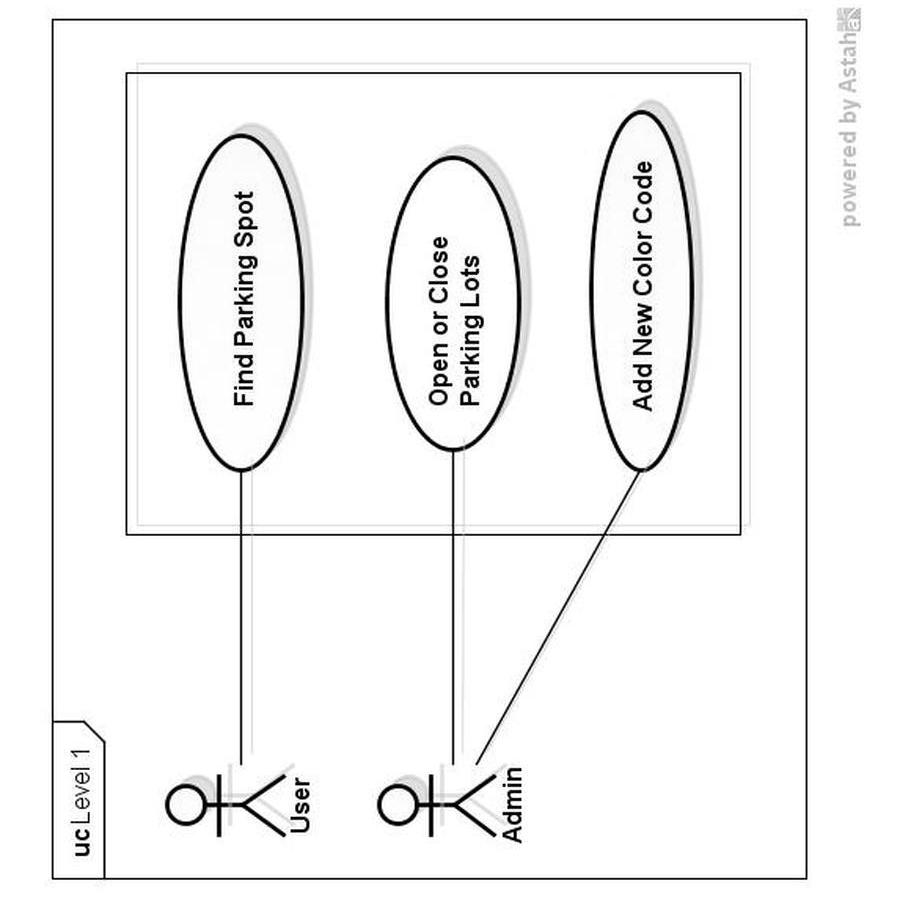 uc Level 1
User
Find Parking Spot
Admin
Open or Close
Parking Lots
Add New Color Code
powered by Astah